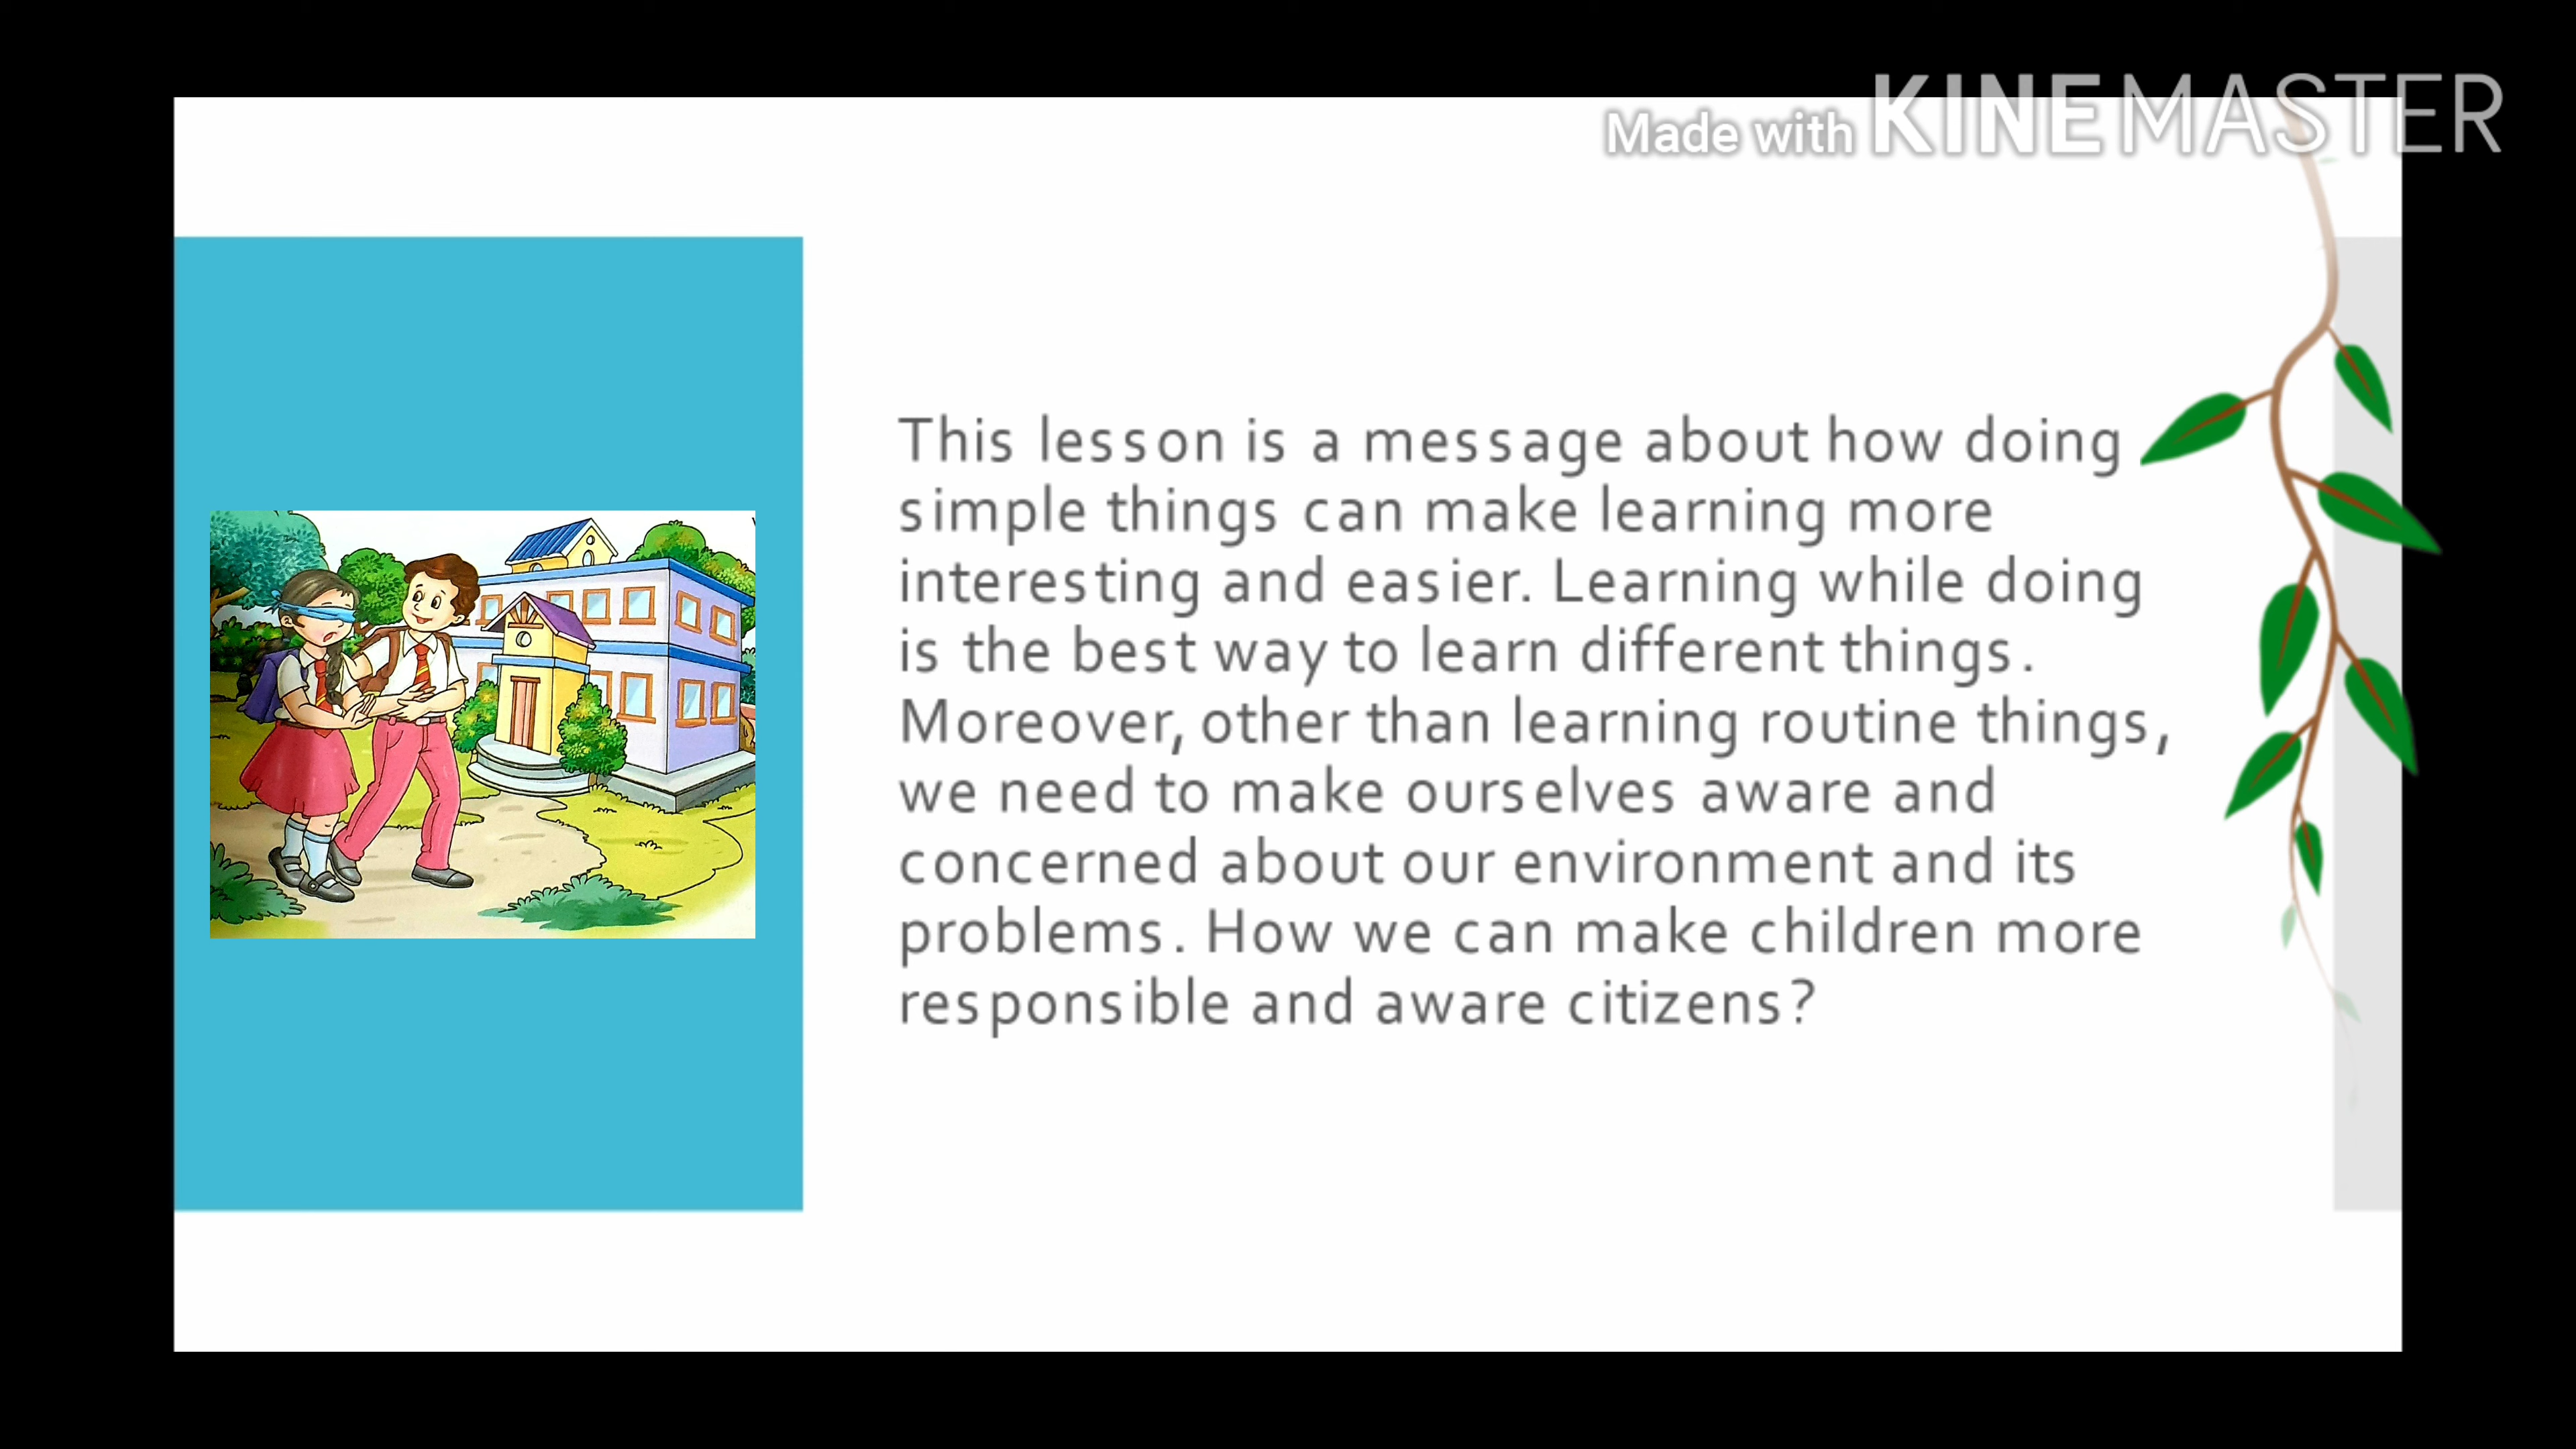 Made with KINEMASTER
This lesson is a message about how doing
simple things can make learning more
interesting and easier. Learning while doing
is the best way to learn different things.
Moreover, other than learning routine things,
we need to make ourselves aware and
concerned about our environment and its
problems. How we can make children more
responsible and aware citizens?